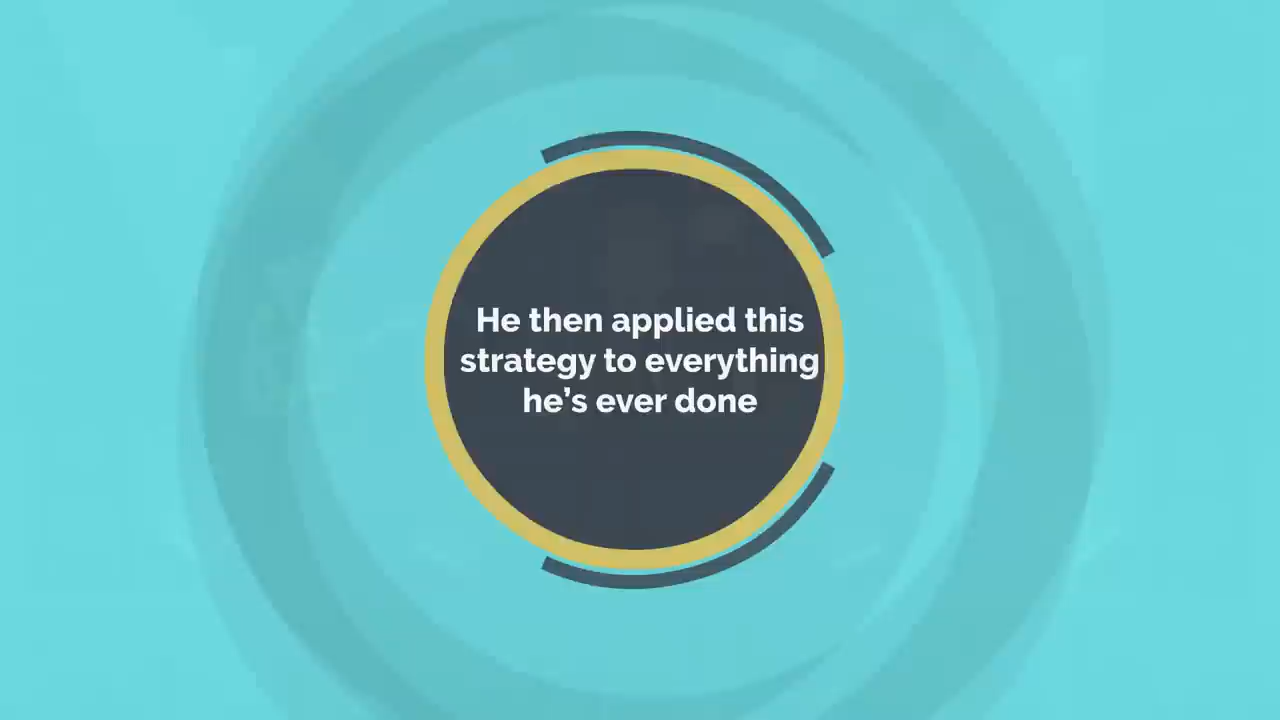 He then applied this
strategy to everything
he’s ever done